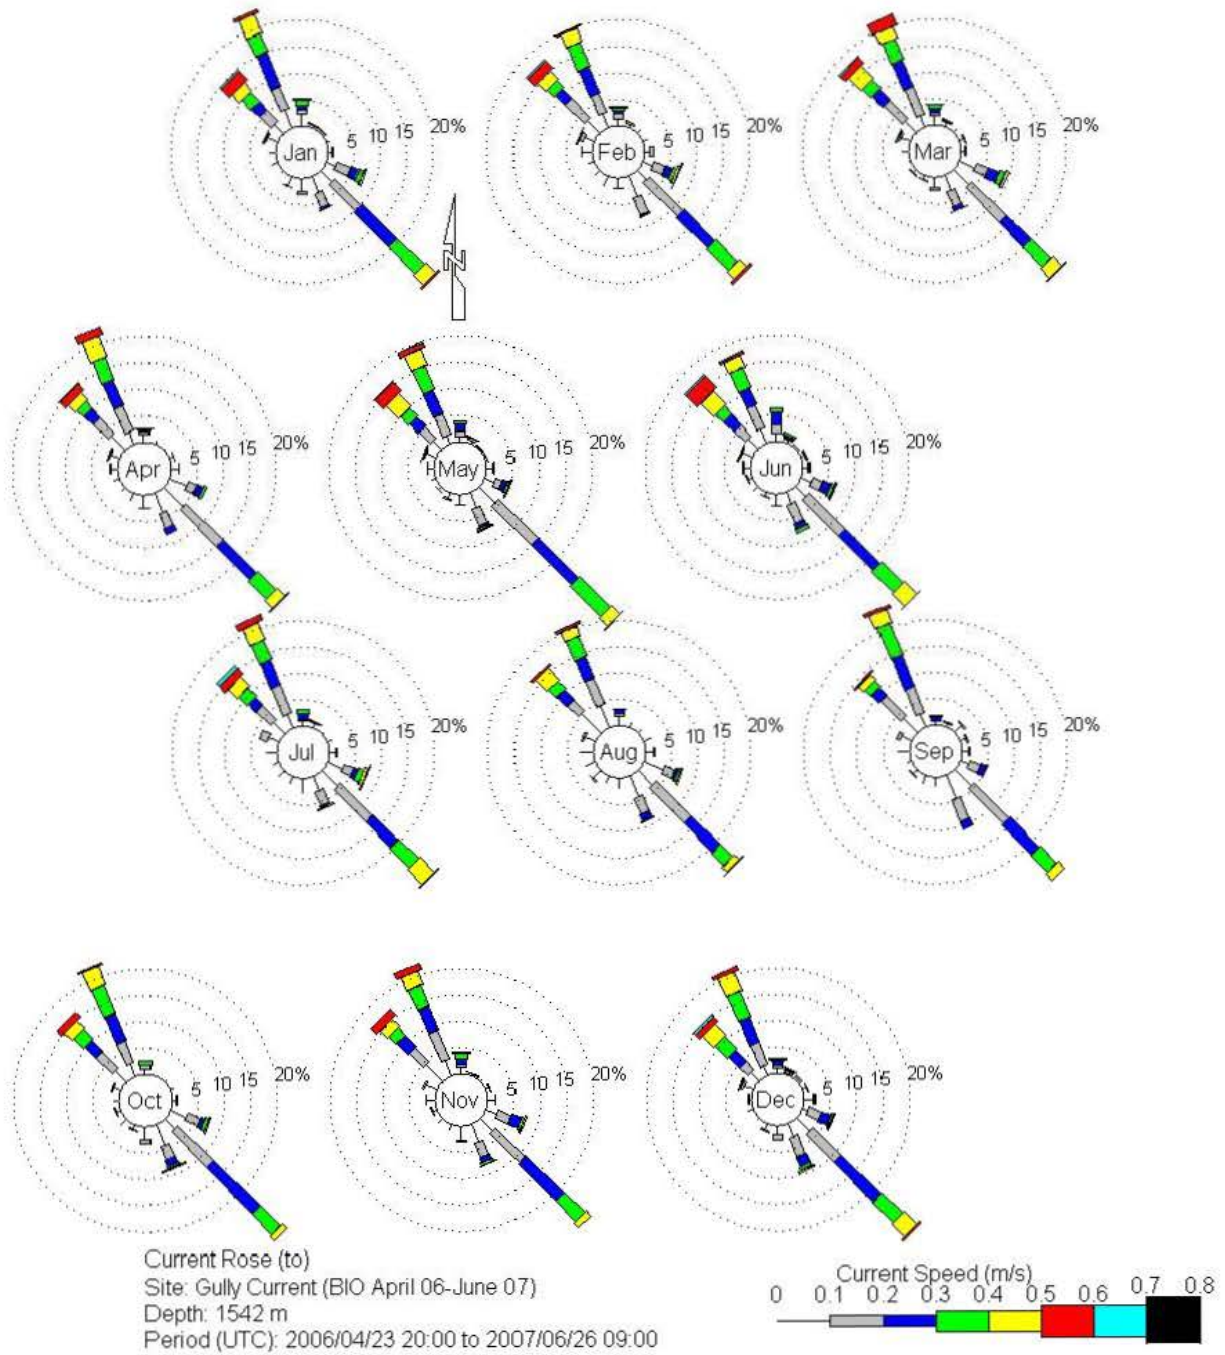 Jan 5 10 15 20%
Feb 5 10 15 20%
Mar 5 10 15 20%
N
Apr 5 10 15 20%
May 5 10 15 20%
Jun 5 10 15 20%
Jul 5 10 15 20%
Aug 5 10 15 20%
Sep 5 10 15 20%
Oct 5 10 15 20%
Nov 5 10 15 20%
Dec 5 10 15 20%
Current Rose (to)
Site: Gully Current (BIO April 06-June 07)
Depth: 1542 m
Period (UTC): 2006/04/23 20:00 to 2007/06/26 09:00
Current Speed (m/s)
0 0.1 0.2 0.3 0.4 0.5 0.6 0.7 0.8